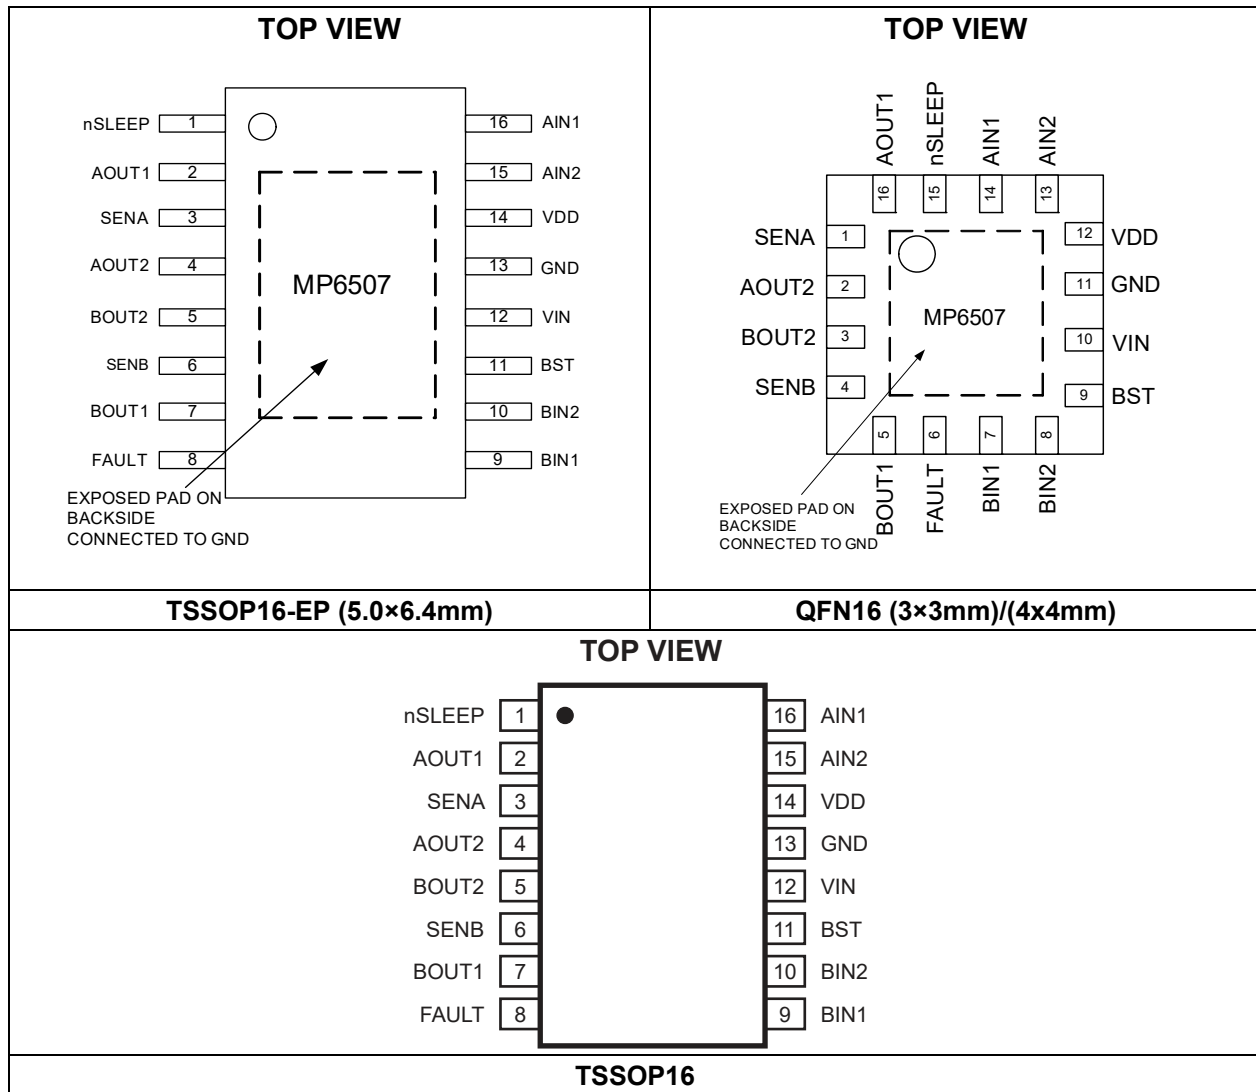 TOP VIEW
nSLEEP 1
AOUT1 2
SENA 3
AOUT2 4
BOUT2 5
SENB 6
BOUT1 7
FAULT 8
16 AIN1
15 AIN2
14 VDD
13 GND
12 VIN
11 BST
10 BIN2
9 BIN1
MP6507
EXPOSED PAD ON
BACKSIDE
CONNECTED TO GND
TSSOP16-EP (5.0×6.4mm)
TOP VIEW
AOUT1 16
nSLEEP 15
AIN1 14
AIN2 13
SENA 1
AOUT2 2
BOUT2 3
SENB 4
12 VDD
11 GND
10 VIN
9 BST
MP6507
5 BOUT1
6 FAULT
7 BIN1
8 BIN2
EXPOSED PAD ON
BACKSIDE
CONNECTED TO GND
QFN16 (3×3mm)/(4x4mm)
TOP VIEW
nSLEEP 1
AOUT1 2
SENA 3
AOUT2 4
BOUT2 5
SENB 6
BOUT1 7
FAULT 8
16 AIN1
15 AIN2
14 VDD
13 GND
12 VIN
11 BST
10 BIN2
9 BIN1
TSSOP16